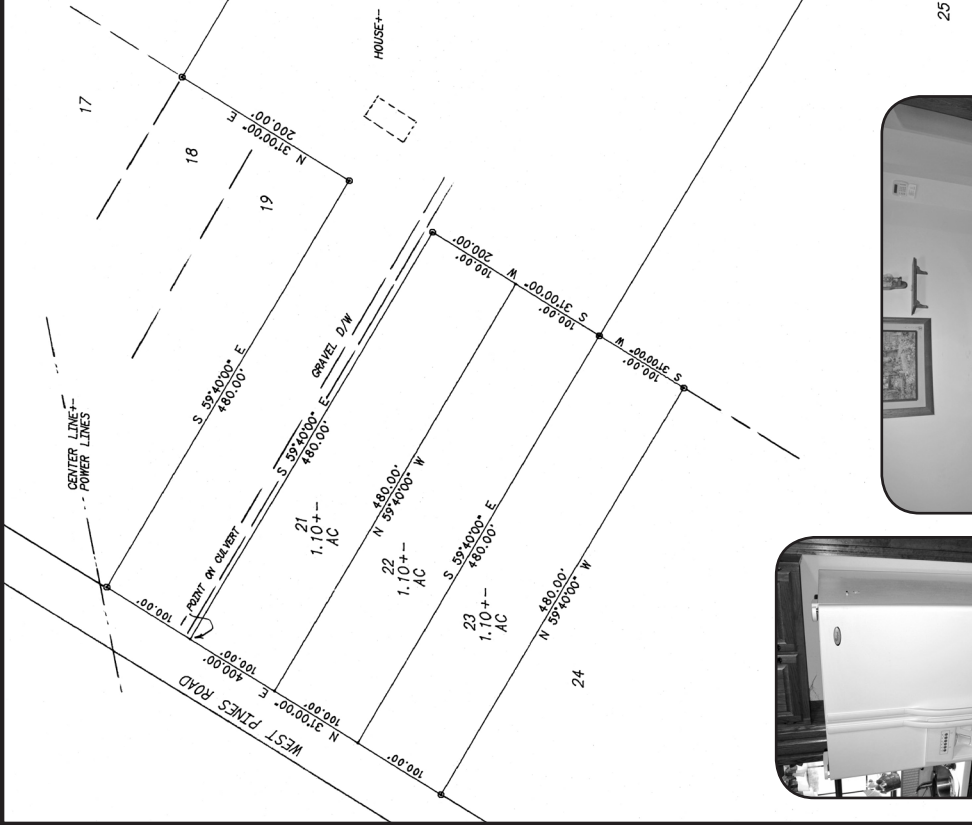 25
HOUSE+-
17
18
19
N 31°00'00" E
200.00'
CENTER LINE+-
POWER LINES
S 59°40'00" E
480.00'
GRAVEL D/W
S 59°40'00" E
480.00'
POINT ON CULVERT
100.00'
21
1.10+-
AC
200.00'
100.00'
S 31°00'00" W
100.00'
480.00'
N 59°40'00" W
22
1.10+-
AC
S 31°00'00" W
100.00'
S 59°40'00" E
480.00'
23
1.10+-
AC
480.00'
N 59°40'00" W
24
100.00'
400.00'
N 31°00'00" E
100.00'
100.00'
WEST PINES ROAD